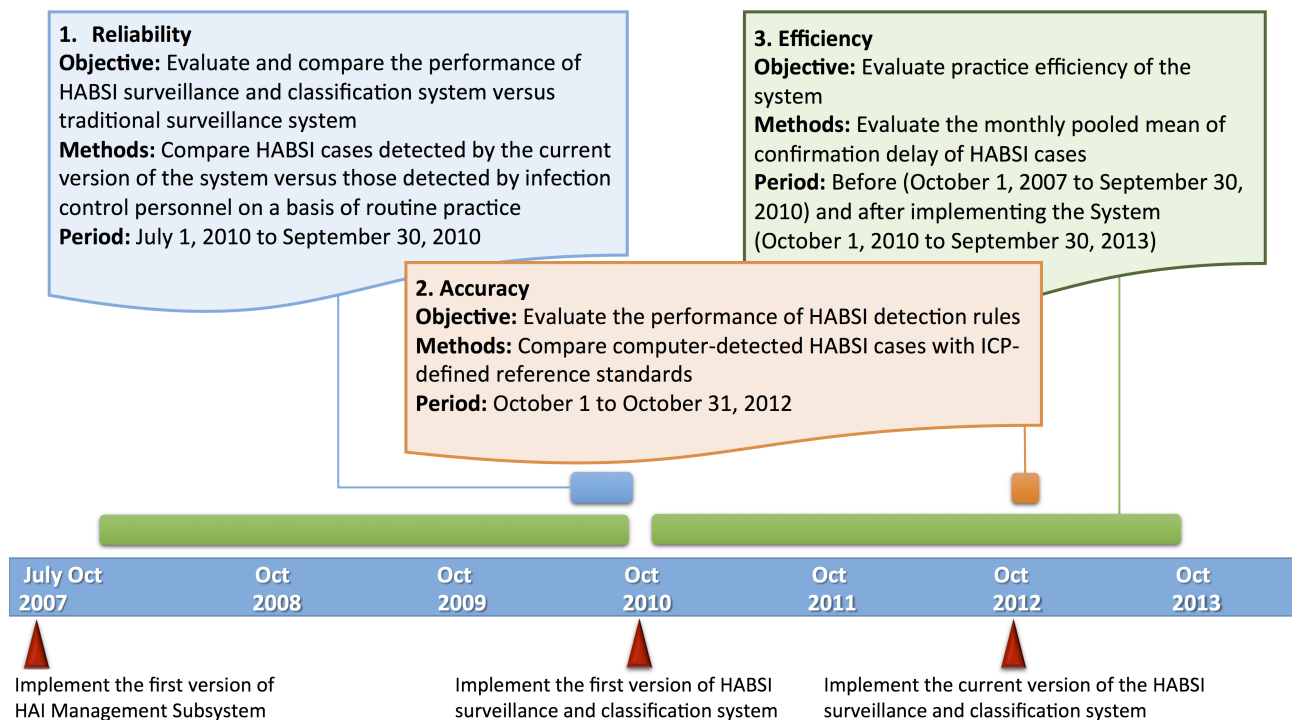 1. Reliability
Objective: Evaluate and compare the performance of
HABSI surveillance and classification system versus
traditional surveillance system
Methods: Compare HABSI cases detected by the current
version of the system versus those detected by infection
control personnel on a basis of routine practice
Period: July 1, 2010 to September 30, 2010
3. Efficiency
Objective: Evaluate practice efficiency of the
system
Methods: Evaluate the monthly pooled mean of
confirmation delay of HABSI cases
Period: Before (October 1, 2007 to September 30,
2010) and after implementing the System
(October 1, 2010 to September 30, 2013)
2. Accuracy
Objective: Evaluate the performance of HABSI detection rules
Methods: Compare computer-detected HABSI cases with ICP-
defined reference standards
Period: October 1 to October 31, 2012
July Oct
2007
Oct
2008
Oct
2009
Oct
2010
Oct
2011
Oct
2012
Oct
2013
Implement the first version of
HAI Management Subsystem
Implement the first version of HABSI
surveillance and classification system
Implement the current version of the HABSI
surveillance and classification system